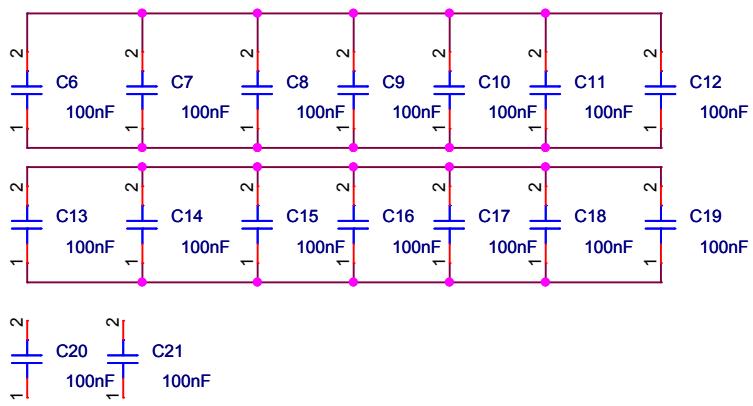 2 2 2 2 2 2 2
C6 C7 C8 C9 C10 C11 C12
100nF 100nF 100nF 100nF 100nF 100nF 100nF
1 1 1 1 1 1 1
2 2 2 2 2 2 2
C13 C14 C15 C16 C17 C18 C19
100nF 100nF 100nF 100nF 100nF 100nF 100nF
1 1 1 1 1 1 1
2 2
C20 C21
100nF 100nF
1 1